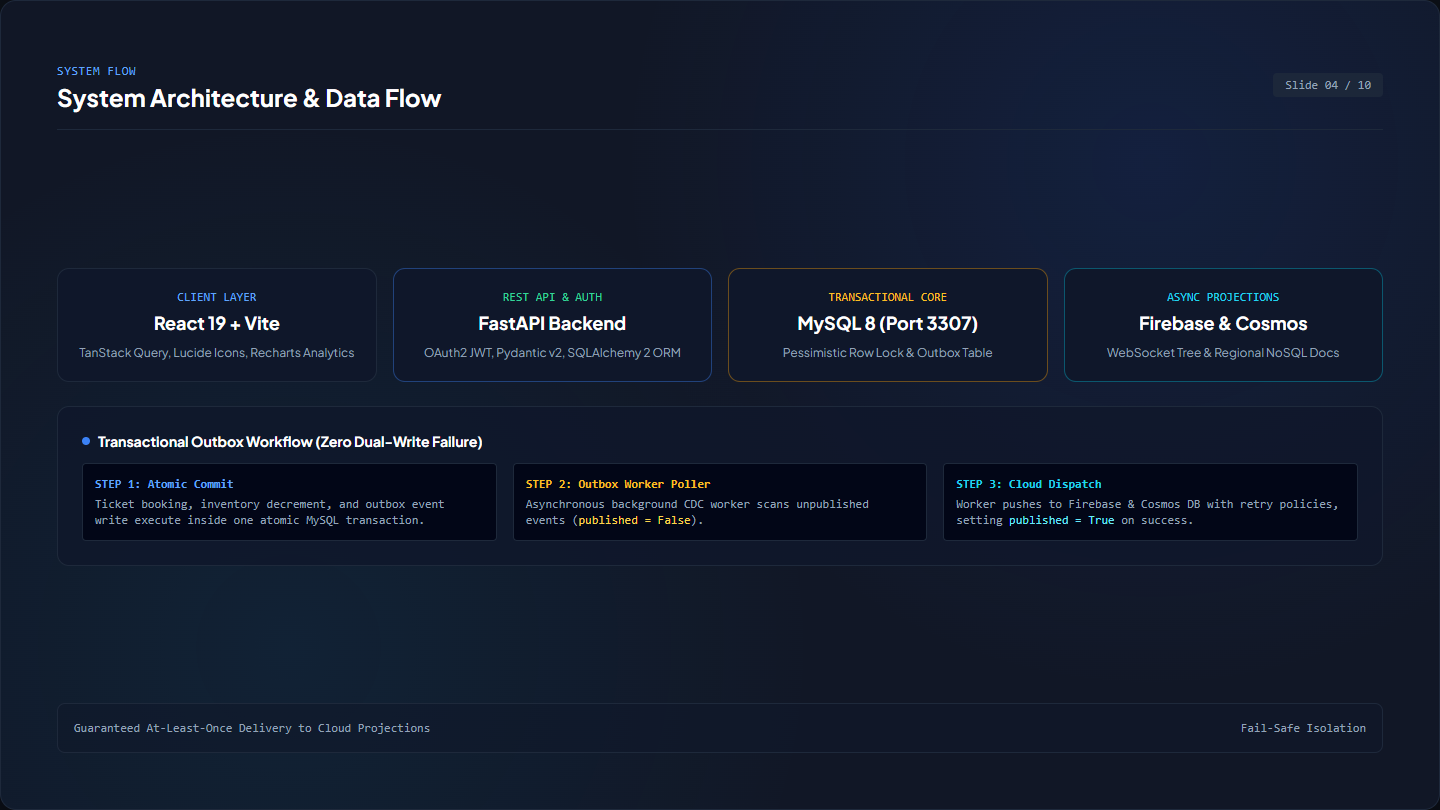 SYSTEM FLOW
System Architecture & Data Flow
Slide 04 / 10
CLIENT LAYER
React 19 + Vite
TanStack Query, Lucide Icons, Recharts Analytics
REST API & AUTH
FastAPI Backend
OAuth2 JWT, Pydantic v2, SQLAlchemy 2 ORM
TRANSACTIONAL CORE
MySQL 8 (Port 3307)
Pessimistic Row Lock & Outbox Table
ASYNC PROJECTIONS
Firebase & Cosmos
WebSocket Tree & Regional NoSQL Docs
Transactional Outbox Workflow (Zero Dual-Write Failure)
STEP 1: Atomic Commit
Ticket booking, inventory decrement, and outbox event
write execute inside one atomic MySQL transaction.
STEP 2: Outbox Worker Poller
Asynchronous background CDC worker scans unpublished
events (published = False).
STEP 3: Cloud Dispatch
Worker pushes to Firebase & Cosmos DB with retry policies,
setting published = True on success.
Guaranteed At-Least-Once Delivery to Cloud Projections
Fail-Safe Isolation